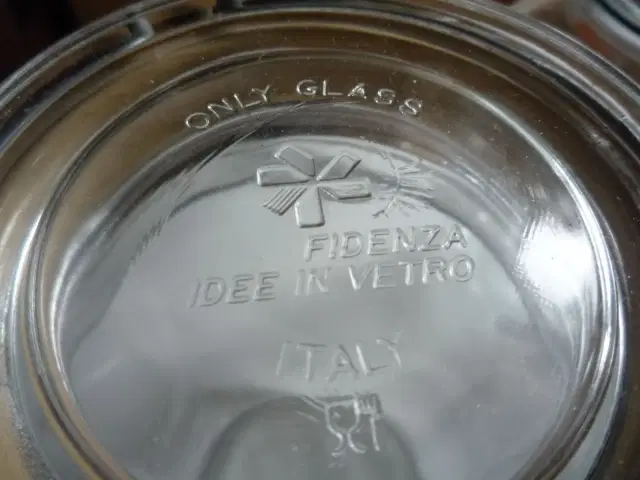 ONLY GLASS
FIDENZA
IDEE IN VETRO
ITALY